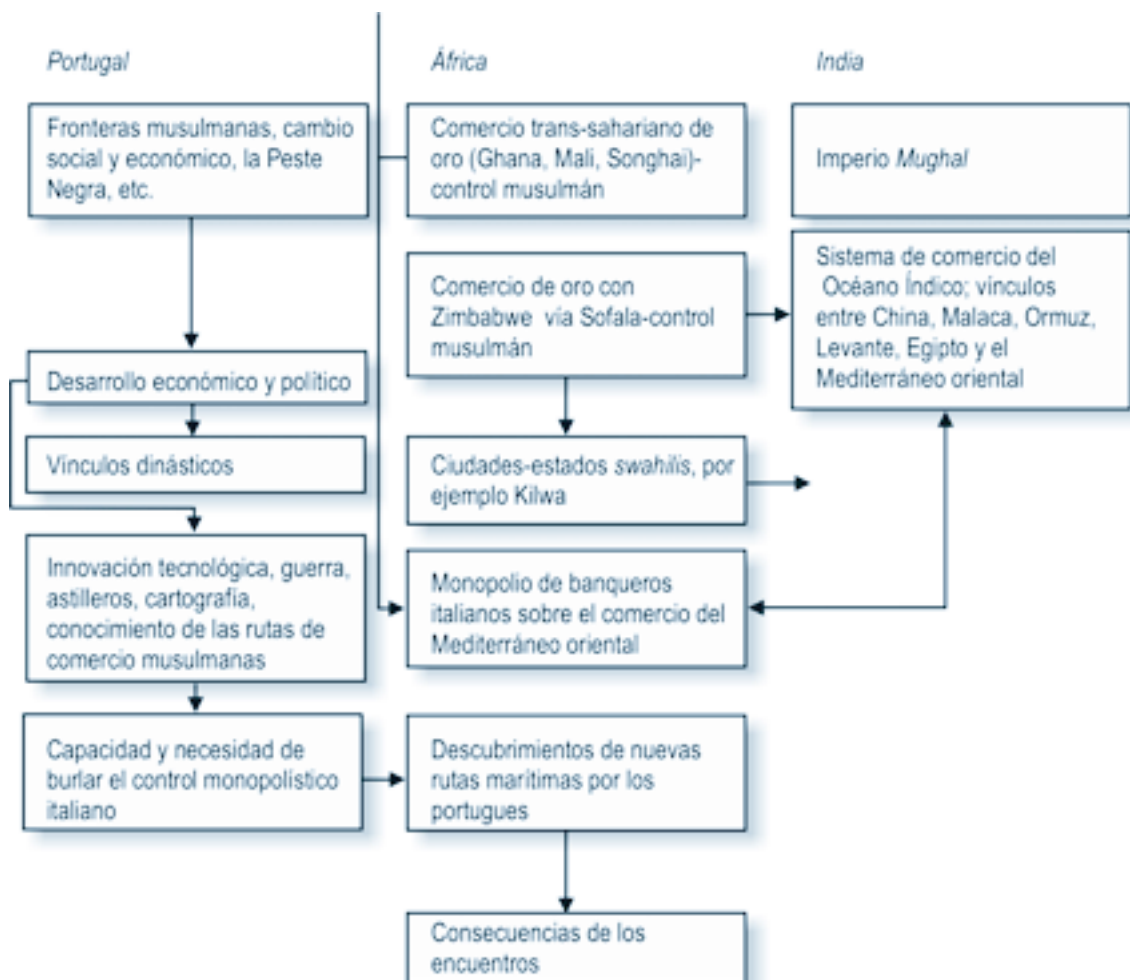 Portugal
África
India
Fronteras musulmanas, cambio
social y económico, la Peste
Negra, etc.
Comercio trans-sahariano de
oro (Ghana, Mali, Songhai)-
control musulmán
Imperio Mughal
Comercio de oro con
Zimbabwe vía Sofala-control
musulmán
Sistema de comercio del
Océano Índico; vínculos
entre China, Malaca, Ormuz,
Levante, Egipto y el
Mediterráneo oriental
Desarrollo económico y político
Vínculos dinásticos
Ciudades-estados swahilis, por
ejemplo Kilwa
Innovación tecnológica, guerra,
astilleros, cartografía,
conocimiento de las rutas de
comercio musulmanas
Monopolio de banqueros
italianos sobre el comercio del
Mediterráneo oriental
Capacidad y necesidad de
burlar el control monopolístico
italiano
Descubrimientos de nuevas
rutas marítimas por los
portugues
Consecuencias de los
encuentros